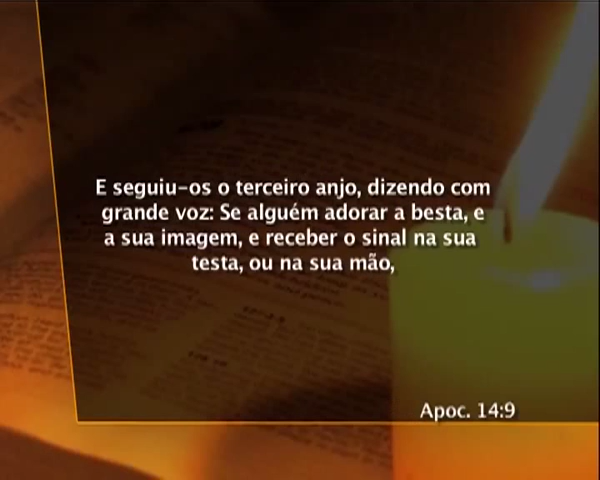 E seguiu-os o terceiro anjo, dizendo com
grande voz: Se alguém adorar a besta, e
a sua imagem, e receber o sinal na sua
testa, ou na sua mão,
Apoc. 14:9